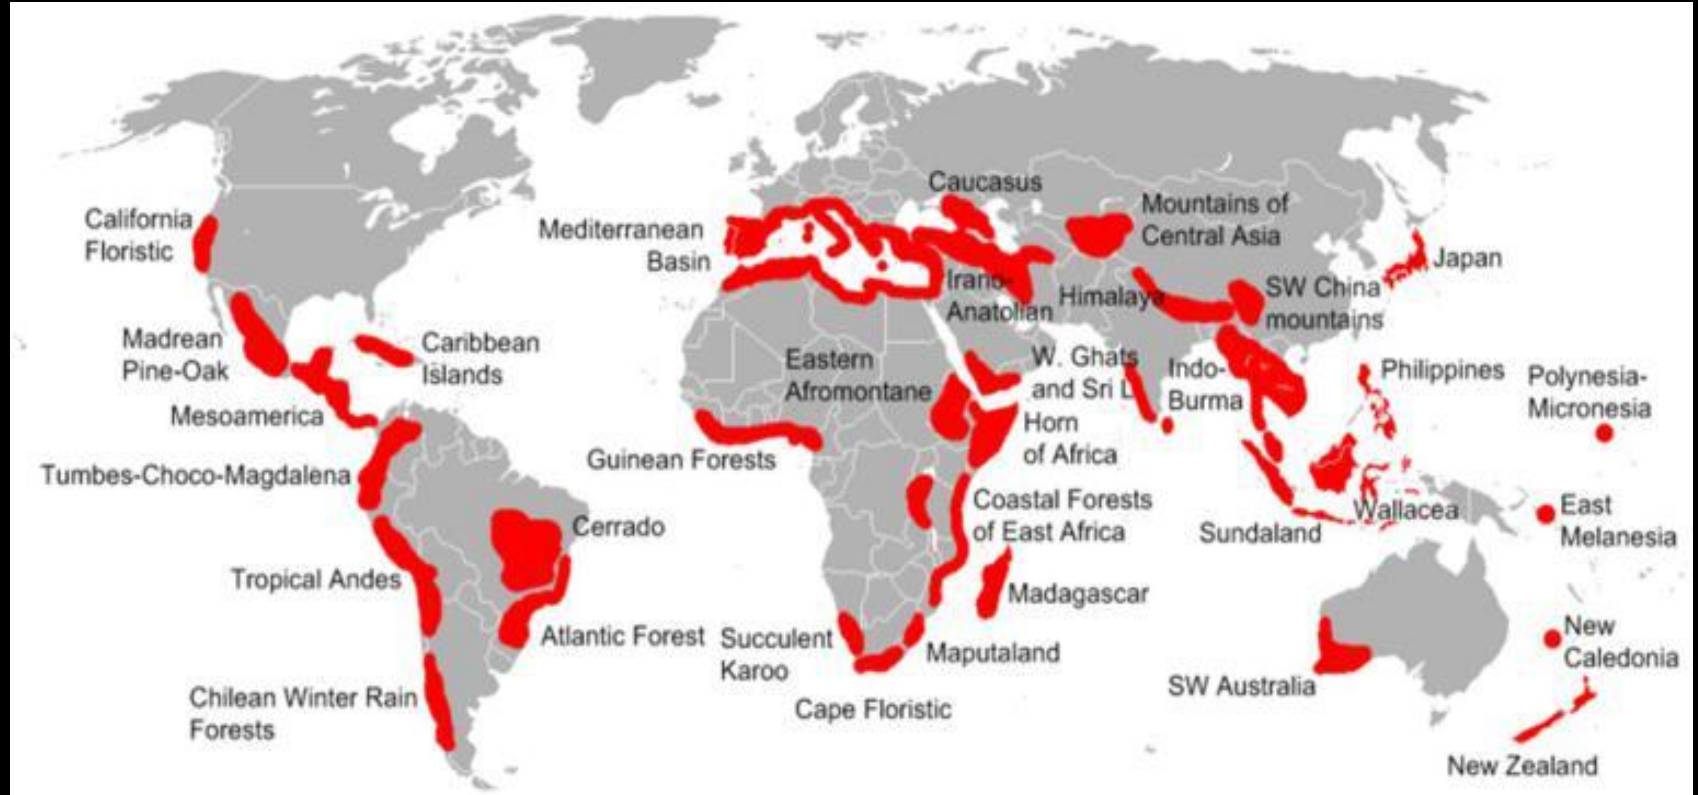 California
Floristic
Madrean
Pine-Oak
Caribbean
Islands
Mesoamerica
Tumbes-Choco-Magdalena
Cerrado
Tropical Andes
Atlantic Forest
Chilean Winter Rain
Forests
Mediterranean
Basin
Caucasus
Irano-
Anatolian
Mountains of
Central Asia
Himalaya
SW China
mountains
Japan
Eastern
Afromontane
W. Ghats
and Sri L
Indo-
Burma
Philippines
Polynesia-
Micronesia
Horn
of Africa
Guinean Forests
Coastal Forests
of East Africa
Sundaland
Wallacea
East
Melanesia
Madagascar
Succulent
Karoo
Maputaland
Cape Floristic
SW Australia
New
Caledonia
New Zealand